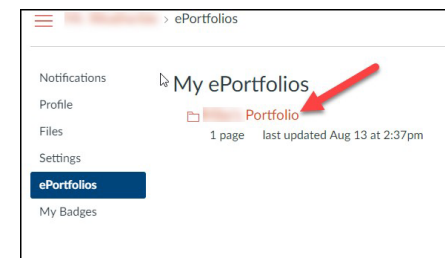 › ePortfolios
Notifications
Profile
Files
Settings
ePortfolios
My Badges
My ePortfolios
Portfolio
1 page last updated Aug 13 at 2:37pm